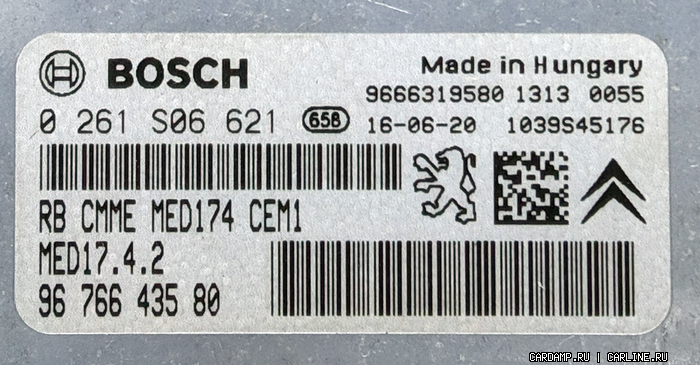 BOSCH
Made in Hungary
9666319580 1313 0055
0 261 S06 621 656 16-06-20 1039S45176
RB CMME MED174 CEM1
MED17.4.2
96 766 435 80
CARDAMP.RU | CARLINE.RU